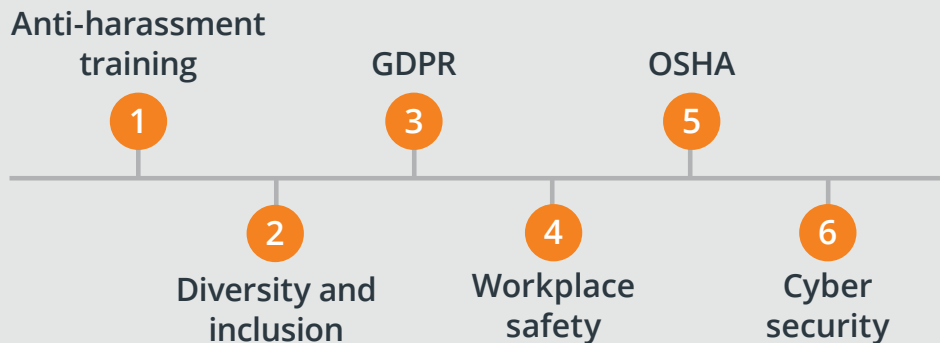 Anti-harassment
training
1
2
Diversity and
inclusion
GDPR
3
4
Workplace
safety
OSHA
5
6
Cyber
security